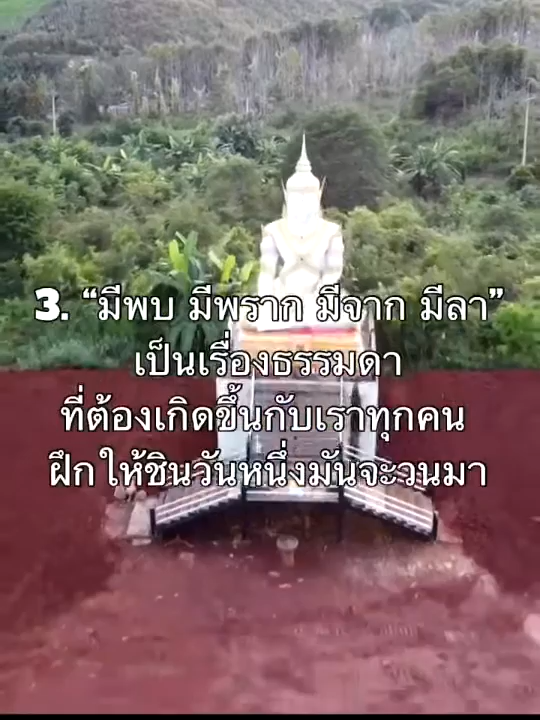 3. “มีพบ มีพราก มีจาก มีลา”
เป็นเรื่องธรรมดา
ที่ต้องเกิดขึ้นกับเราทุกคน
ฝึกให้ชินวันหนึ่งมันจะวนมา